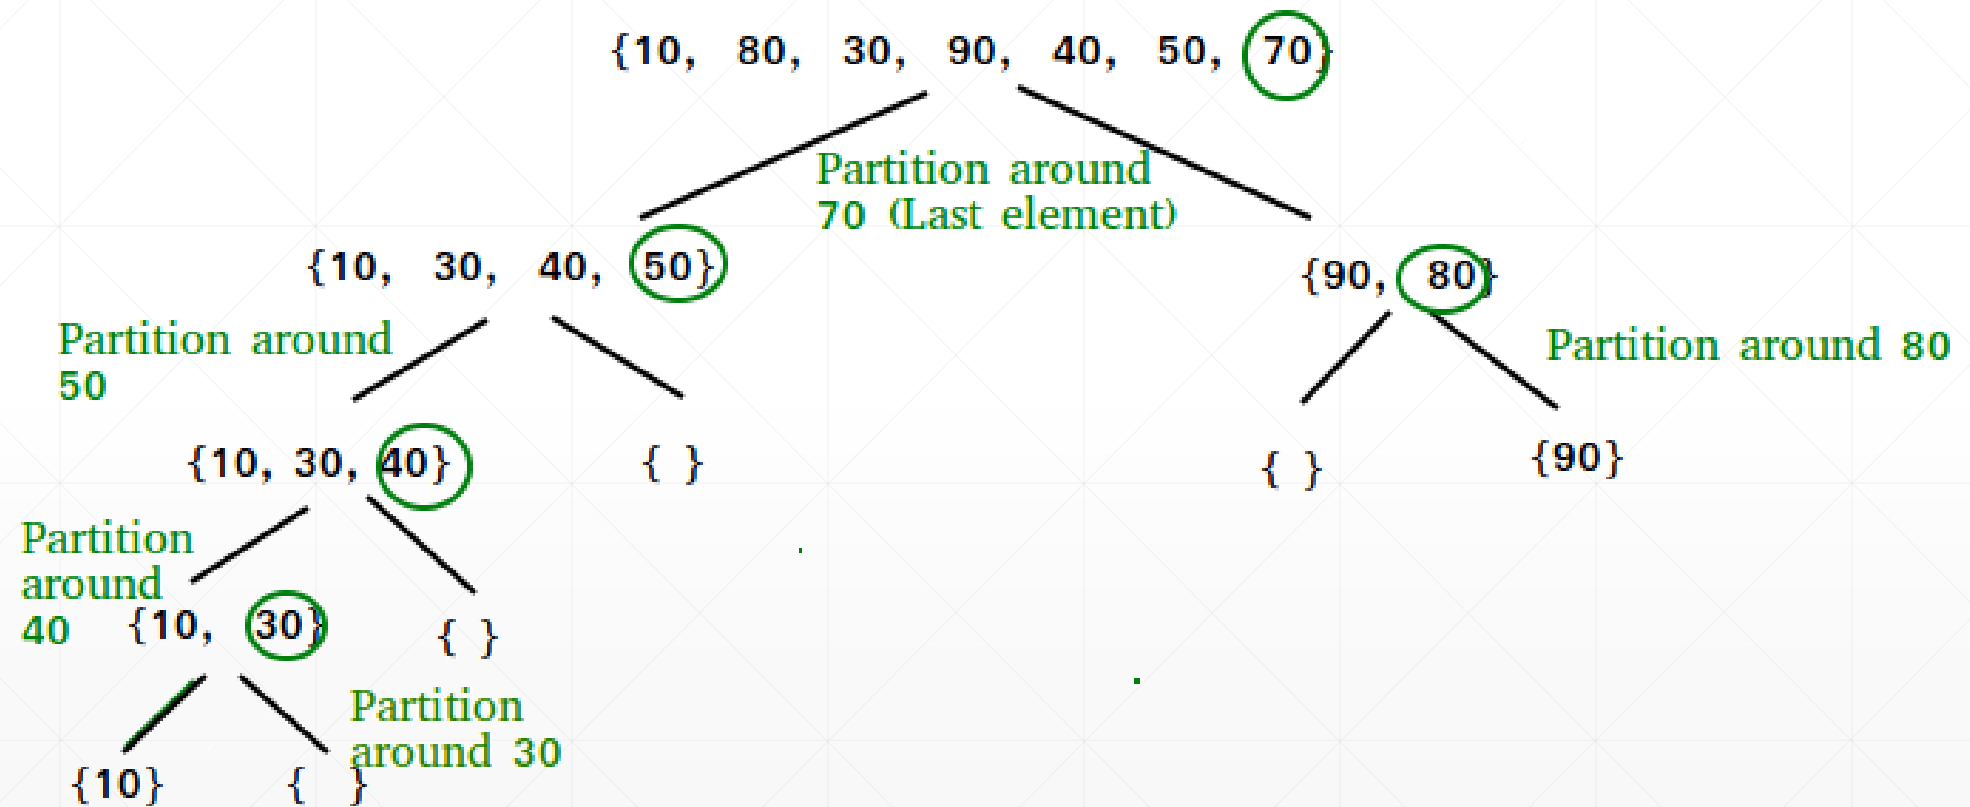 {10, 80, 30, 90, 40, 50, 70}
Partition around
70 (Last element)
{10, 30, 40, 50}
{90, 80}
Partition around
50
Partition around 80
{10, 30, 40}
{ }
{ }
{90}
Partition
around
40
{10, 30}
{ }
Partition
around 30
{10}
{ }